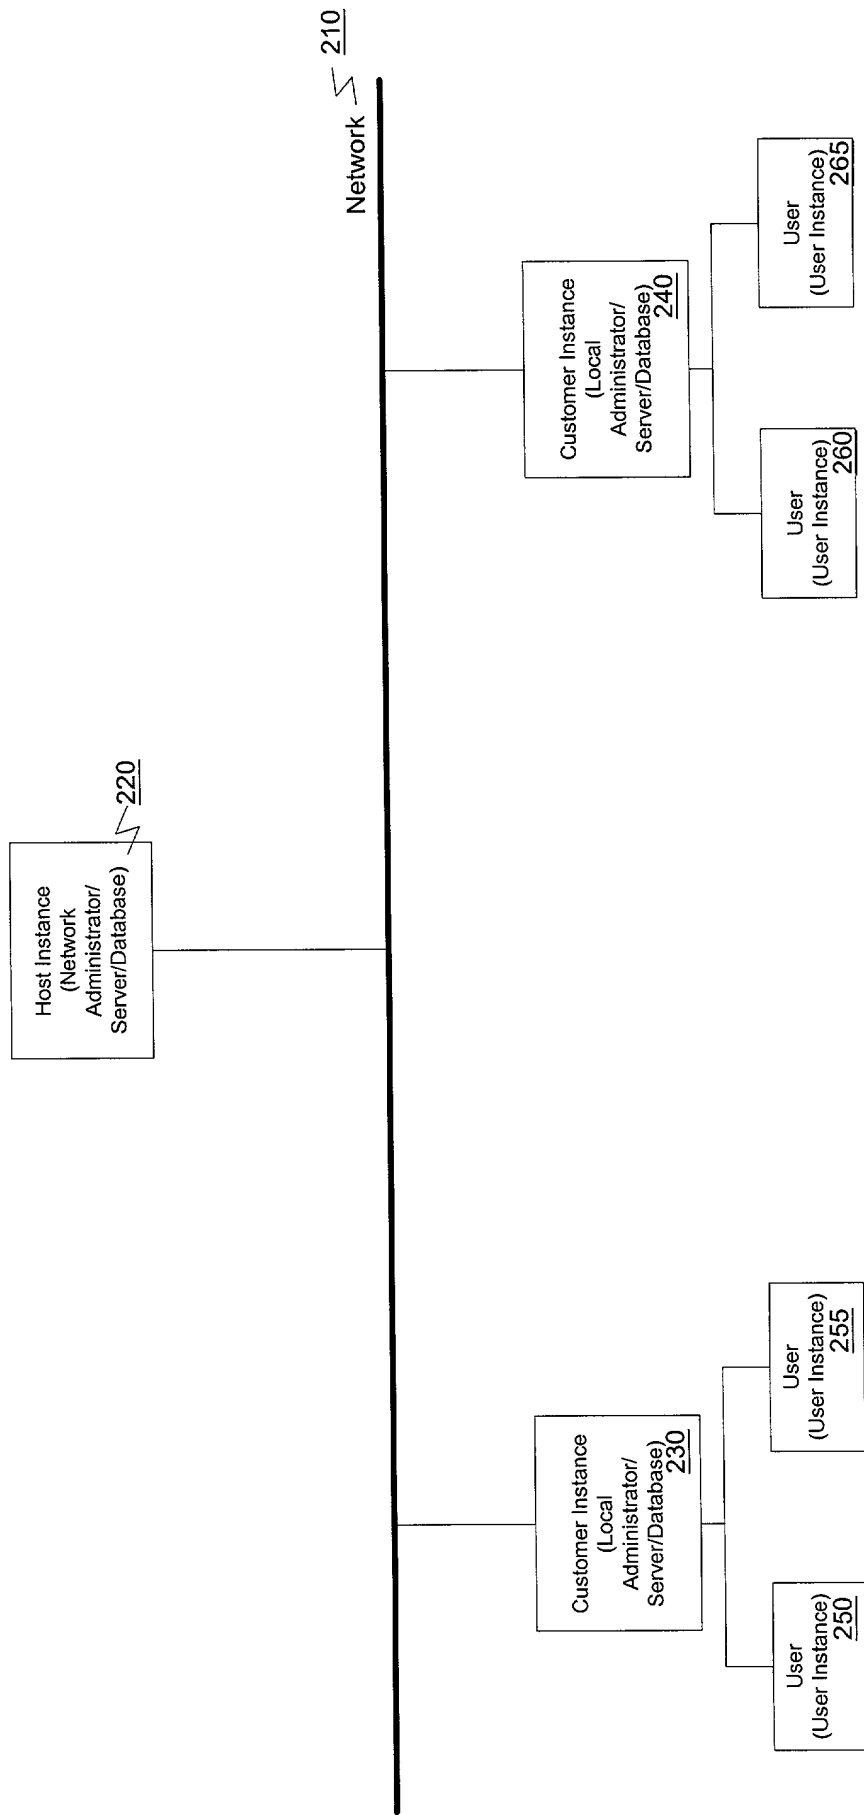 Host Instance
(Network
Administrator/
Server/Database)
220
Network
210
Customer Instance
(Local
Administrator/
Server/Database)
230
Customer Instance
(Local
Administrator/
Server/Database)
240
User
(User Instance)
250
User
(User Instance)
255
User
(User Instance)
260
User
(User Instance)
265